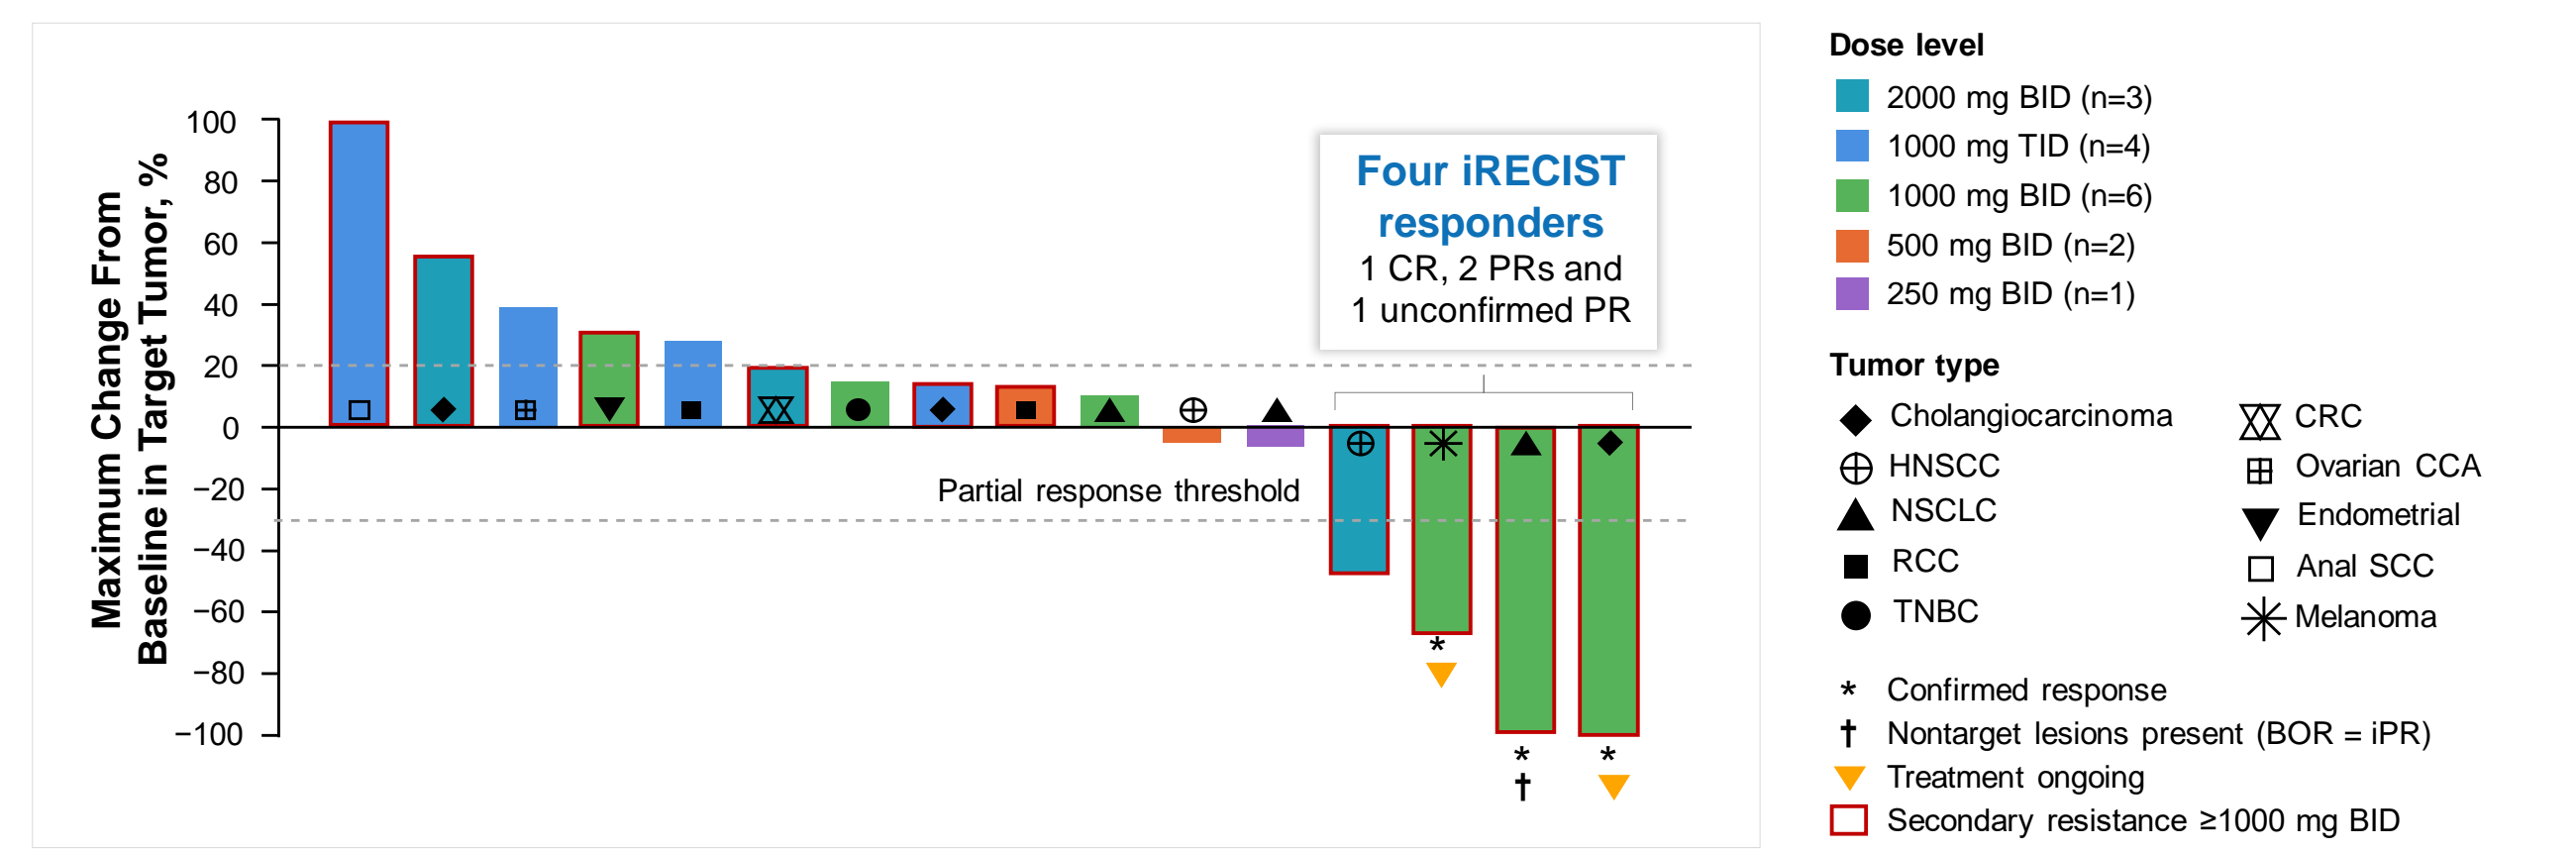 Maximum Change From
Baseline in Target Tumor, %
100
80
60
40
20
0
−20
−40
−60
−80
−100
Four iRECIST
responders
1 CR, 2 PRs and
1 unconfirmed PR
Partial response threshold
*
*
†
*
Dose level
2000 mg BID (n=3)
1000 mg TID (n=4)
1000 mg BID (n=6)
500 mg BID (n=2)
250 mg BID (n=1)
Tumor type
Cholangiocarcinoma
HNSCC
NSCLC
RCC
TNBC
CRC
Ovarian CCA
Endometrial
Anal SCC
Melanoma
* Confirmed response
† Nontarget lesions present (BOR = iPR)
Treatment ongoing
Secondary resistance ≥1000 mg BID